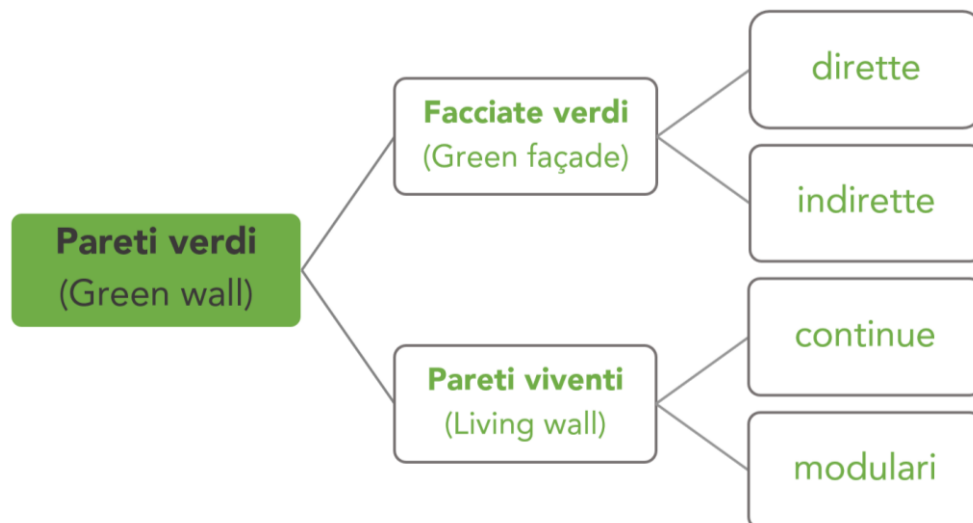 Pareti verdi
(Green wall)
Facciate verdi
(Green façade)
dirette
indirette
Pareti viventi
(Living wall)
continue
modulari